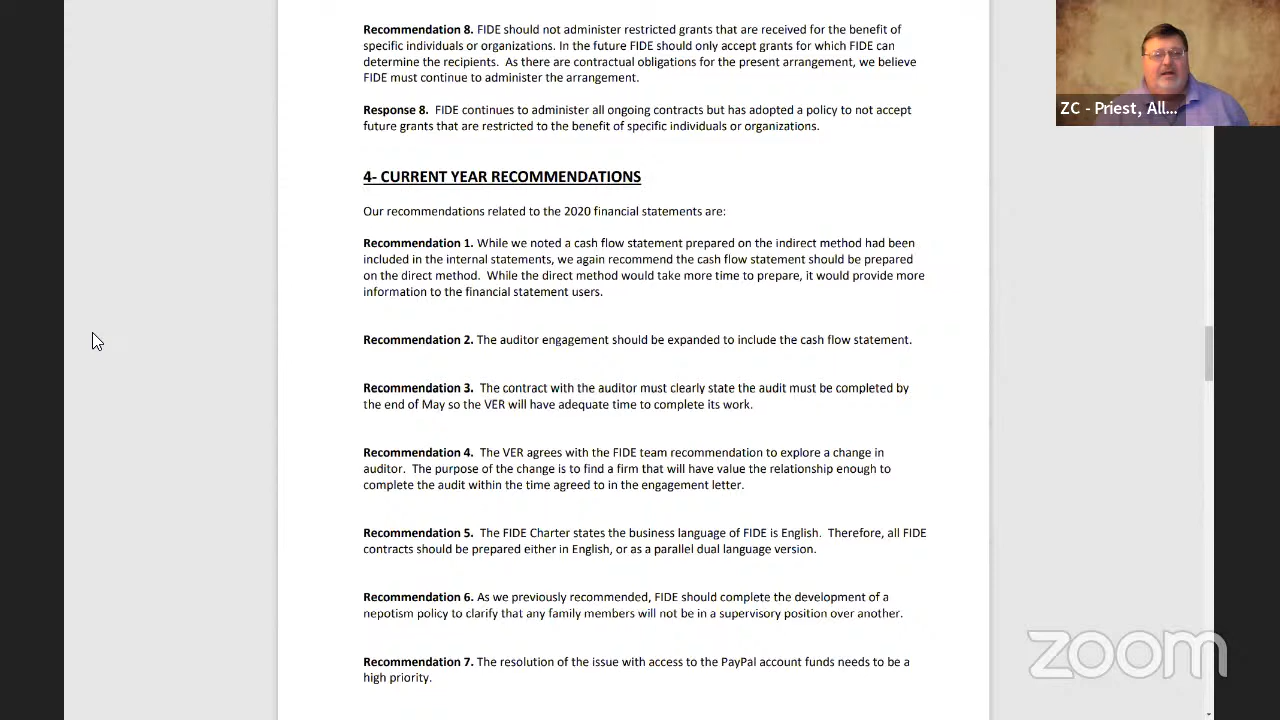 Recommendation 8. FIDE should not administer restricted grants that are received for the benefit of
specific individuals or organizations. In the future FIDE should only accept grants for which FIDE can
determine the recipients. As there are contractual obligations for the present arrangement, we believe
FIDE must continue to administer the arrangement.
Response 8. FIDE continues to administer all ongoing contracts but has adopted a policy to not accept
future grants that are restricted to the benefit of specific individuals or organizations.
ZC - Priest, All...
4- CURRENT YEAR RECOMMENDATIONS
Our recommendations related to the 2020 financial statements are:
Recommendation 1. While we noted a cash flow statement prepared on the indirect method had been
included in the internal statements, we again recommend the cash flow statement should be prepared
on the direct method. While the direct method would take more time to prepare, it would provide more
information to the financial statement users.
Recommendation 2. The auditor engagement should be expanded to include the cash flow statement.
Recommendation 3. The contract with the auditor must clearly state the audit must be completed by
the end of May so the VER will have adequate time to complete its work.
Recommendation 4. The VER agrees with the FIDE team recommendation to explore a change in
auditor. The purpose of the change is to find a firm that will have value the relationship enough to
complete the audit within the time agreed to in the engagement letter.
Recommendation 5. The FIDE Charter states the business language of FIDE is English. Therefore, all FIDE
contracts should be prepared either in English, or as a parallel dual language version.
Recommendation 6. As we previously recommended, FIDE should complete the development of a
nepotism policy to clarify that any family members will not be in a supervisory position over another.
Recommendation 7. The resolution of the issue with access to the PayPal account funds needs to be a
high priority.
zoom